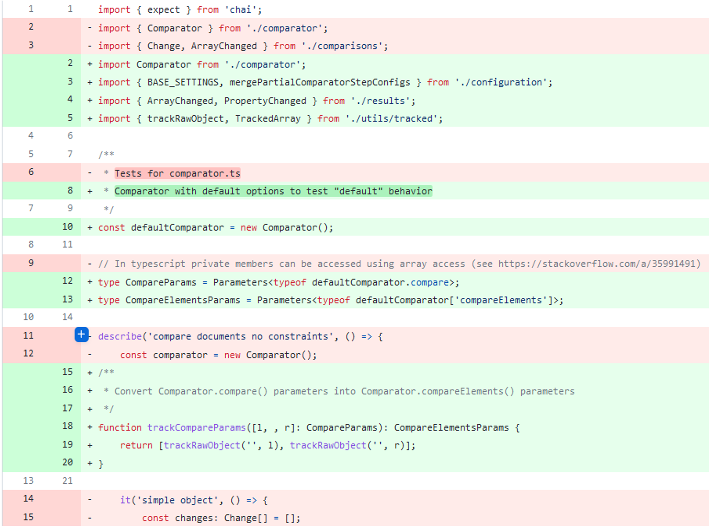 1 1 import { expect } from 'chai';
2 - import { Comparator } from './comparator';
3 - import { Change, ArrayChanged } from './comparisons';
2 + import Comparator from './comparator';
3 + import { BASE_SETTINGS, mergePartialComparatorStepConfigs } from './configuration';
4 + import { ArrayChanged, PropertyChanged } from './results';
5 + import { trackRawObject, TrackedArray } from './utils/tracked';
4 6
5 7 /**
6 - * Tests for comparator.ts
8 + * Comparator with default options to test "default" behavior
7 9 */
10 + const defaultComparator = new Comparator();
8 11
9 - // In typescript private members can be accessed using array access (see https://stackoverflow.com/a/35991491)
12 + type CompareParams = Parameters<typeof defaultComparator.compare>;
13 + type CompareElementsParams = Parameters<typeof defaultComparator['compareElements']>;
10 14
11 + - describe('compare documents no constraints', () => {
12 - const comparator = new Comparator();
15 + /**
16 + * Convert Comparator.compare() parameters into Comparator.compareElements() parameters
17 + */
18 + function trackCompareParams([l, , r]: CompareParams): CompareElementsParams {
19 + return [trackRawObject('', l), trackRawObject('', r)];
20 + }
13 21
14 - it('simple object', () => {
15 - const changes: Change[] = [];